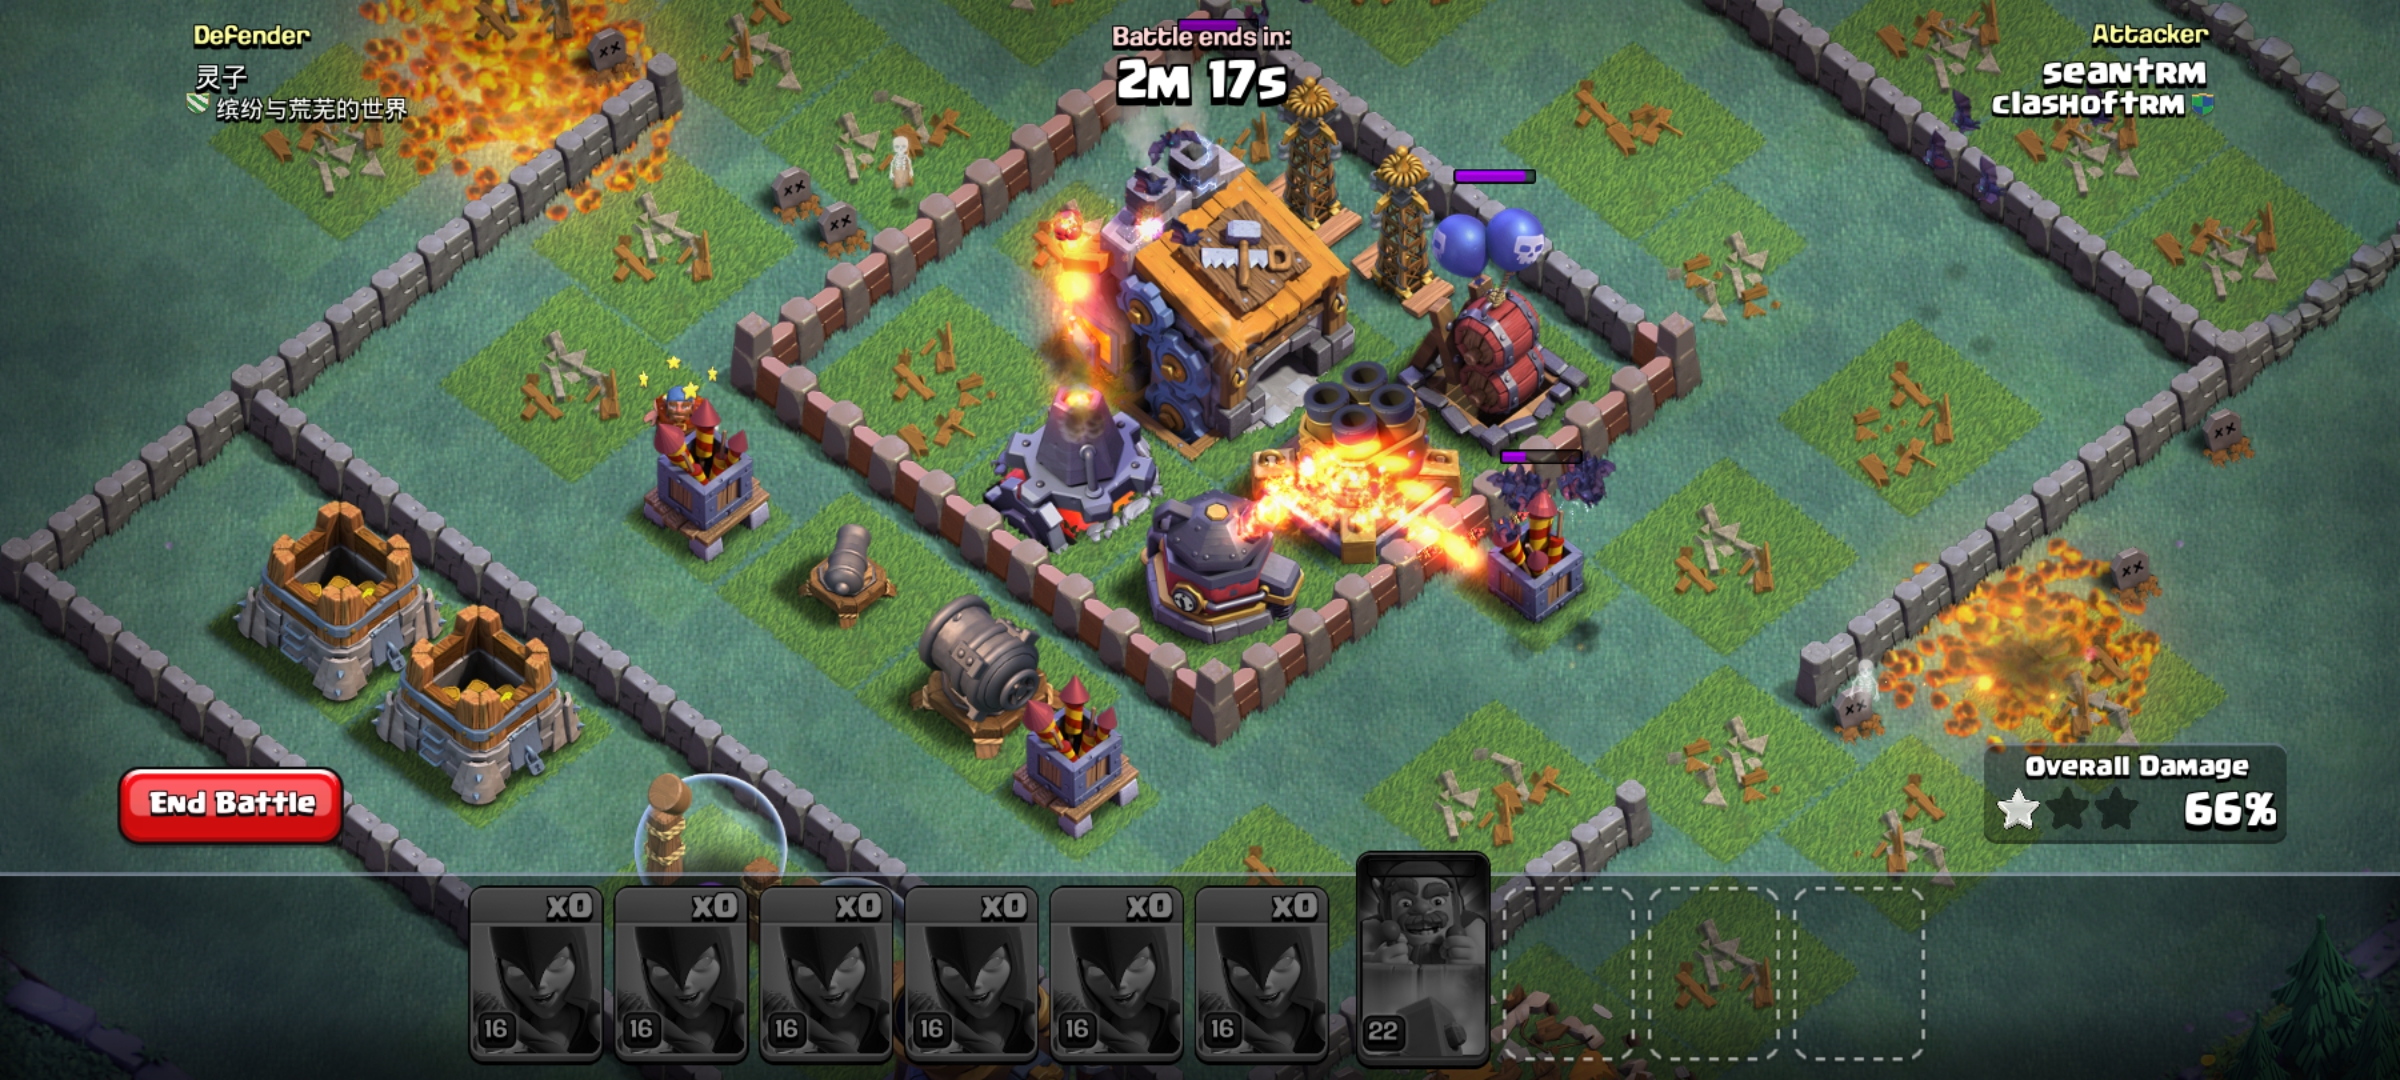 Defender
灵子
缤纷与荒芜的世界
Battle ends in:
2M 17s
Attacker
seantRM
clashoftRM
End Battle
Overall Damage
66%
x0
x0
x0
x0
x0
x0
16
16
16
16
16
16
22